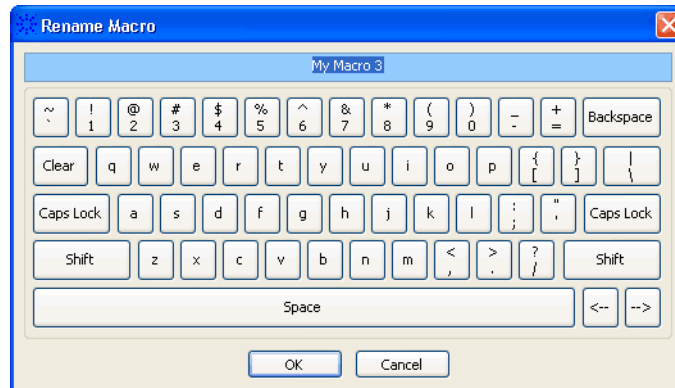 Rename Macro
My Macro 3
~ ! @ # $ % ^ & * ( ) _ +
` 1 2 3 4 5 6 7 8 9 0 - = Backspace
Clear q w e r t y u i o p { [ } ] | \
Caps Lock a s d f g h j k l : ; " ' Caps Lock
Shift z x c v b n m < , > . ? / Shift
Space <-- -->
OK Cancel